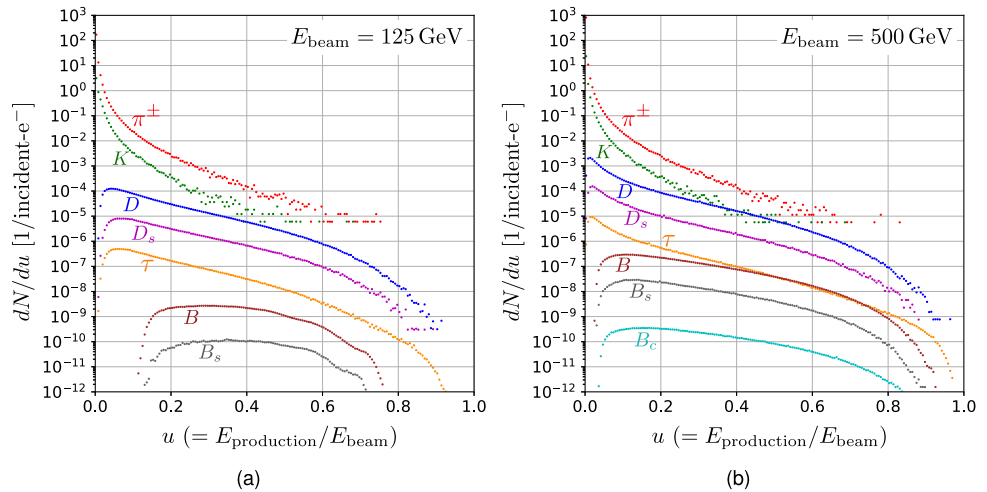 E_beam = 125 GeV
10^3
10^2
10^1
10^0
10^-1
10^-2
10^-3
10^-4
10^-5
10^-6
10^-7
10^-8
10^-9
10^-10
10^-11
10^-12
dN/du [1/incident-e^-]
π^±
K
D
D_s
τ
B
B_s
0.0 0.2 0.4 0.6 0.8 1.0
u (= E_production/E_beam)
(a)
E_beam = 500 GeV
10^3
10^2
10^1
10^0
10^-1
10^-2
10^-3
10^-4
10^-5
10^-6
10^-7
10^-8
10^-9
10^-10
10^-11
10^-12
dN/du [1/incident-e^-]
π^±
K
D
D_s
τ
B
B_s
B_c
0.0 0.2 0.4 0.6 0.8 1.0
u (= E_production/E_beam)
(b)